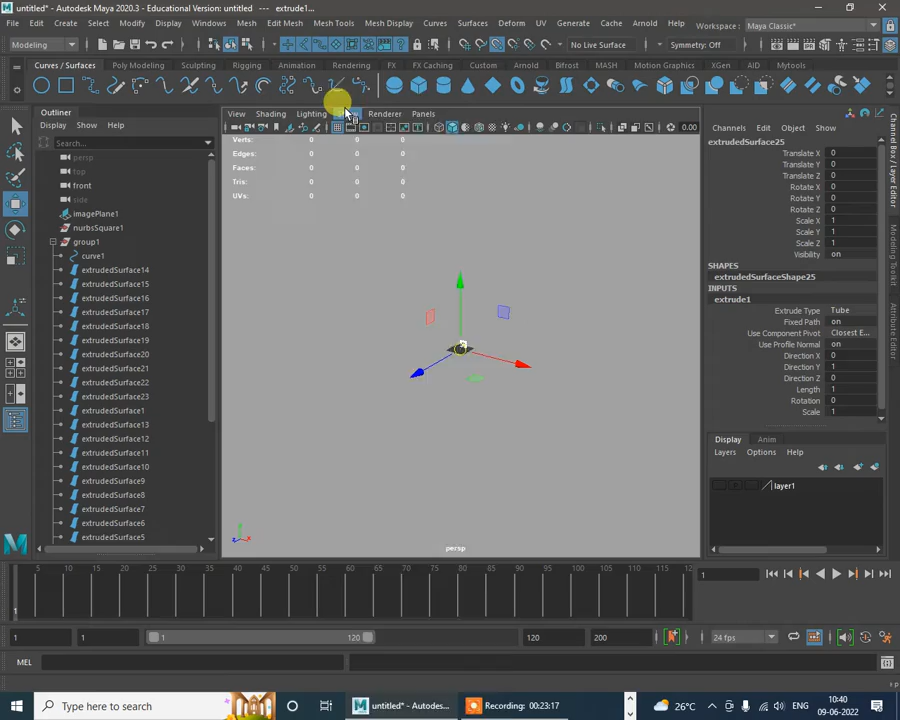 untitled* - Autodesk Maya 2020.3 - Educational Version: untitled --- extrude1...
File Edit Create Select Modify Display Windows Mesh Edit Mesh Mesh Tools Mesh Display Curves Surfaces Deform UV Generate Cache Arnold Help
Workspace : Maya Classic*
Modeling
No Live Surface
Symmetry: Off
Curves / Surfaces Poly Modeling Sculpting Rigging Animation Rendering FX FX Caching Custom Arnold Bifrost MASH Motion Graphics XGen AID Mytools
Outliner
Display Show Help
Search...
persp
top
front
side
imagePlane1
nurbsSquare1
group1
curve1
extrudedSurface14
extrudedSurface15
extrudedSurface16
extrudedSurface17
extrudedSurface18
extrudedSurface19
extrudedSurface20
extrudedSurface21
extrudedSurface22
extrudedSurface23
extrudedSurface1
extrudedSurface13
extrudedSurface12
extrudedSurface11
extrudedSurface10
extrudedSurface9
extrudedSurface8
extrudedSurface7
extrudedSurface6
extrudedSurface5
View Shading Lighting Renderer Panels
0.00
Verts: 0 0 0
Edges: 0 0 0
Faces: 0 0 0
Tris: 0 0 0
UVs: 0 0 0
persp
Channels Edit Object Show
extrudedSurface25
Translate X 0
Translate Y 0
Translate Z 0
Rotate X 0
Rotate Y 0
Rotate Z 0
Scale X 1
Scale Y 1
Scale Z 1
Visibility on
SHAPES
extrudedSurfaceShape25
INPUTS
extrude1
Extrude Type Tube
Fixed Path on
Use Component Pivot Closest E...
Use Profile Normal on
Direction X 0
Direction Y 1
Direction Z 0
Length 1
Rotation 0
Scale 1
Display Anim
Layers Options Help
layer1
Channel Box / Layer Editor
Modeling Toolkit
Attribute Editor
5 10 15 20 25 30 35 40 45 50 55 60 65 70 75 80 85 90 95 100 105 110 115 12
1
1
1 1 1 120 120 200 24 fps
MEL
Type here to search
untitled* - Autodes...
Recording: 00:23:17
26°C
ENG
10:40
09-06-2022